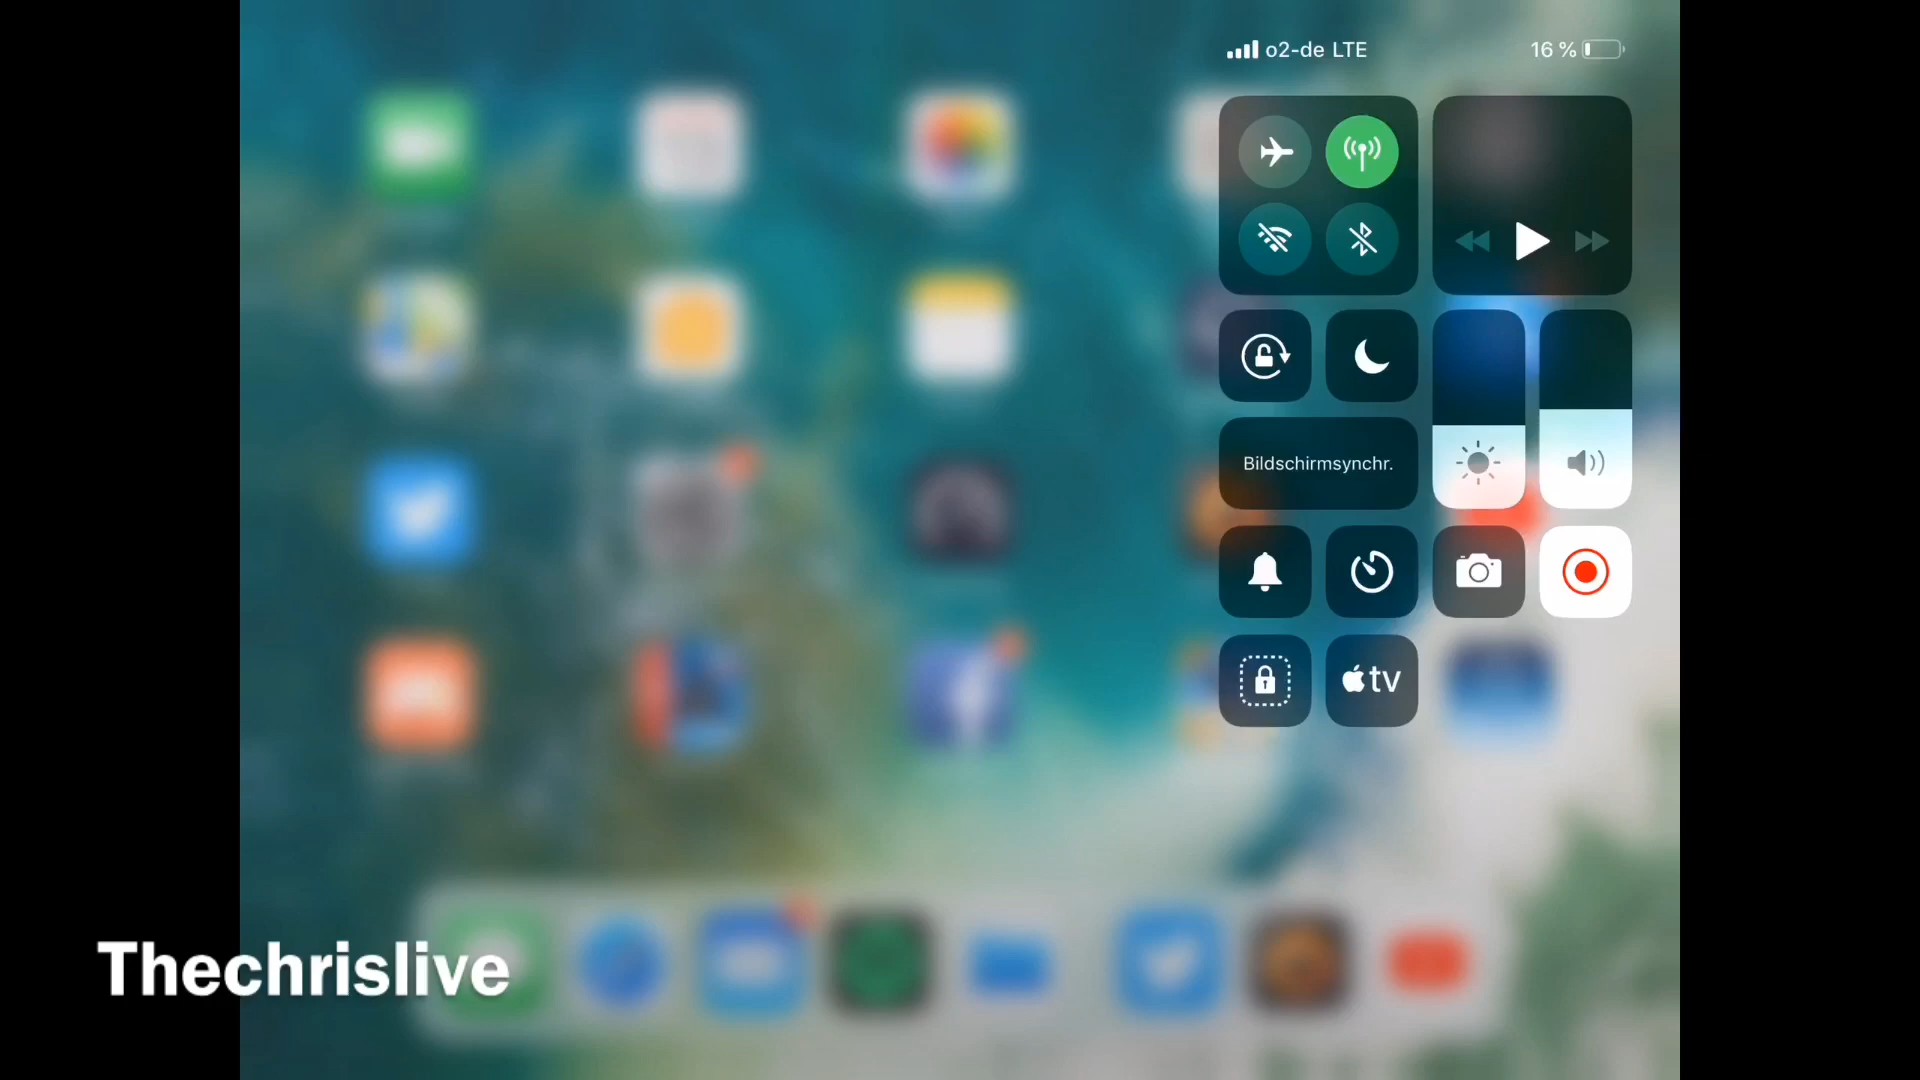 o2-de LTE
16 %
Bildschirmsynchr.
tv
Thechrislive